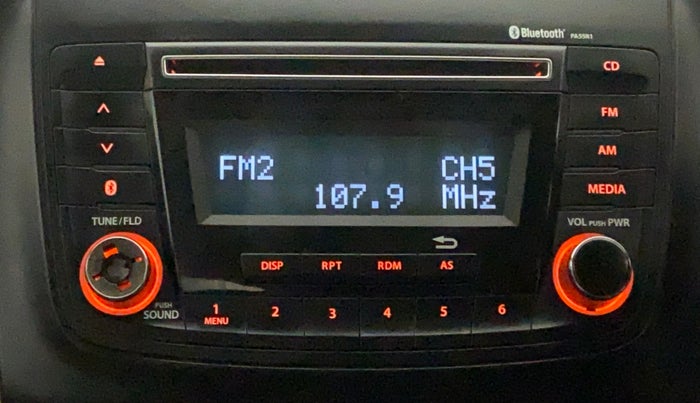 Bluetooth PA55R1
CD
FM
AM
MEDIA
FM2 CH5
107.9 MHz
TUNE/FLD
VOL PUSH PWR
DISP RPT RDM AS
PUSH
SOUND
1 2 3 4 5 6
MENU